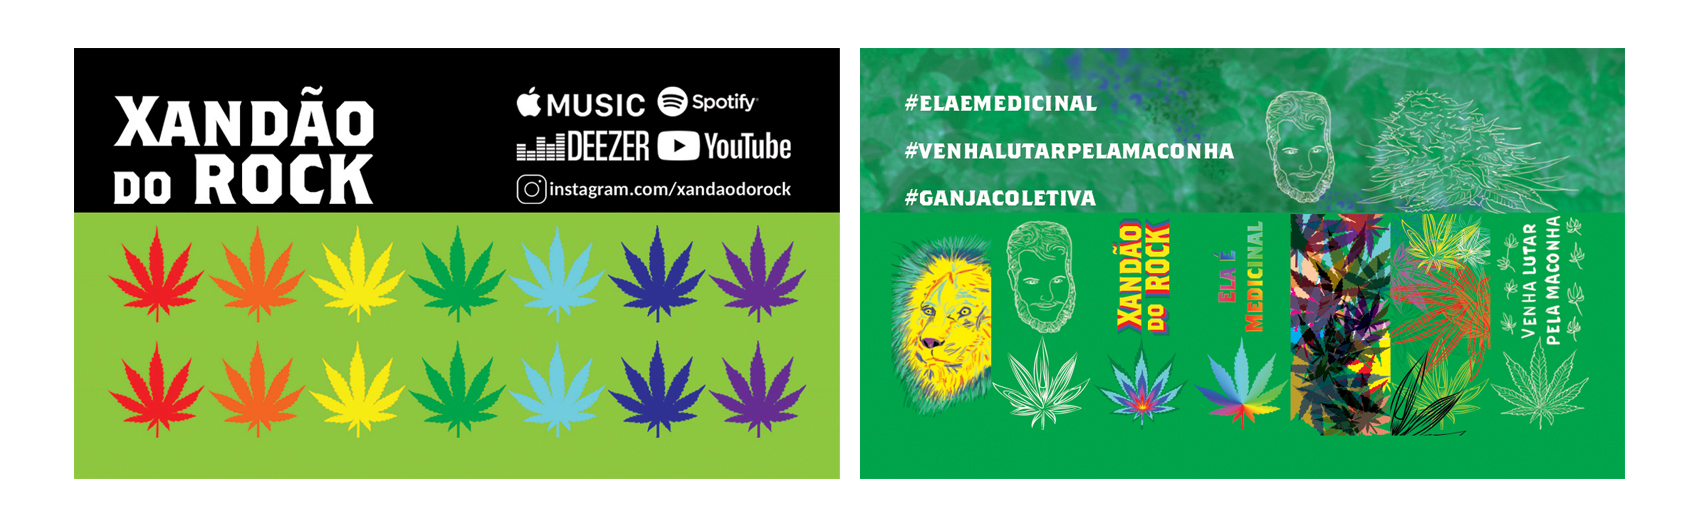 XANDÃO
DO ROCK
MUSIC Spotify
DEEZER YouTube
instagram.com/xandaodorock
#ELAEMEDICINAL
#VENHALUTARPELAMACONHA
#GANJACOLETIVA
XANDÃO
DO ROCK
ELA É
MEDICINAL
VENHA LUTAR
PELA MACONHA